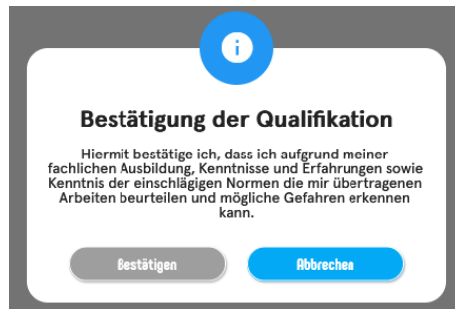 i
Bestätigung der Qualifikation
Hiermit bestätige ich, dass ich aufgrund meiner
fachlichen Ausbildung, Kenntnisse und Erfahrungen sowie
Kenntnis der einschlägigen Normen die mir übertragenen
Arbeiten beurteilen und mögliche Gefahren erkennen
kann.
Bestätigen Abbrechen